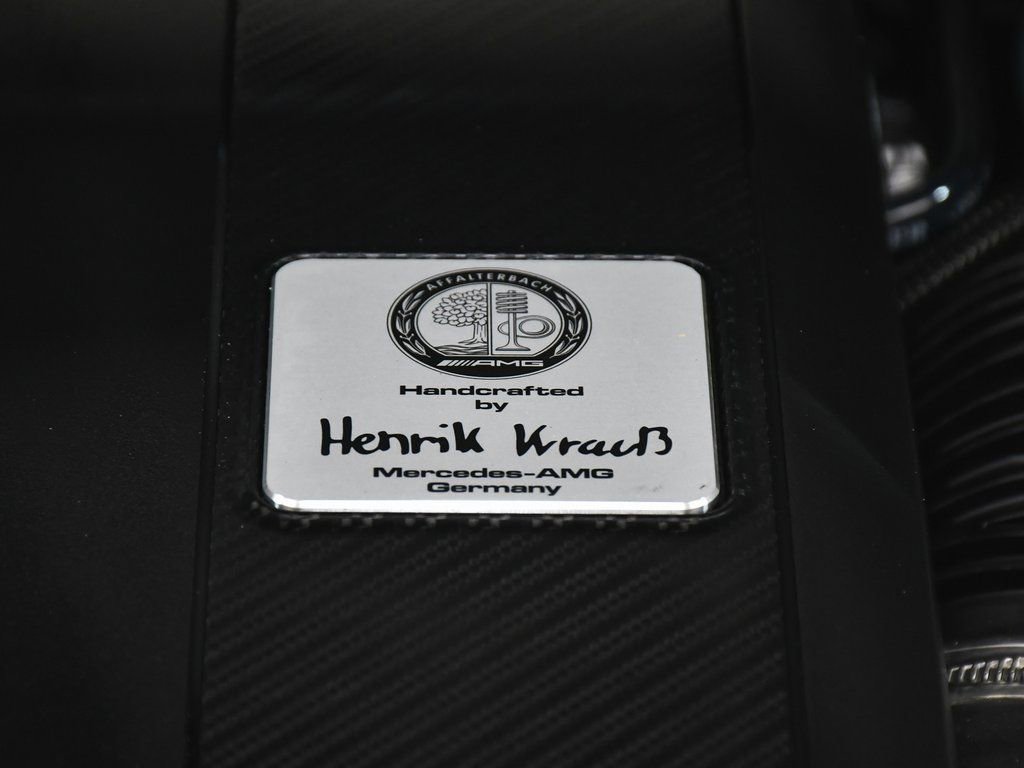 AFFALTERBACH
AMG
Handcrafted
by
Henrik Krauß
Mercedes-AMG
Germany